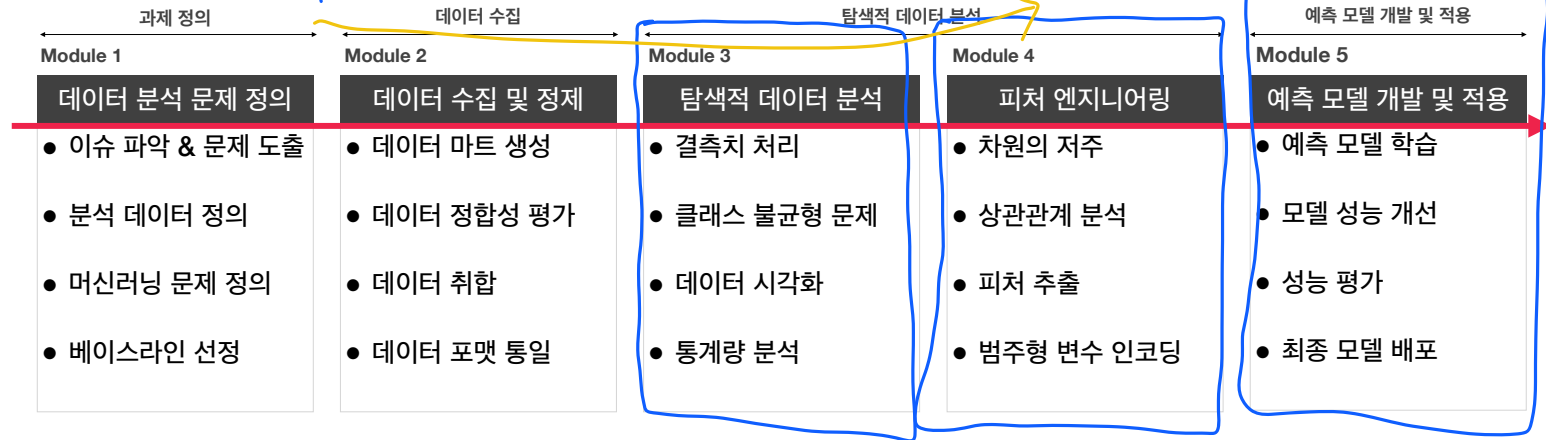 과제 정의
데이터 수집
탐색적 데이터 분석
예측 모델 개발 및 적용
Module 1
Module 2
Module 3
Module 4
Module 5
데이터 분석 문제 정의
데이터 수집 및 정제
탐색적 데이터 분석
피처 엔지니어링
예측 모델 개발 및 적용
● 이슈 파악 & 문제 도출
● 데이터 마트 생성
● 결측치 처리
● 차원의 저주
● 예측 모델 학습
● 분석 데이터 정의
● 데이터 정합성 평가
● 클래스 불균형 문제
● 상관관계 분석
● 모델 성능 개선
● 머신러닝 문제 정의
● 데이터 취합
● 데이터 시각화
● 피처 추출
● 성능 평가
● 베이스라인 선정
● 데이터 포맷 통일
● 통계량 분석
● 범주형 변수 인코딩
● 최종 모델 배포